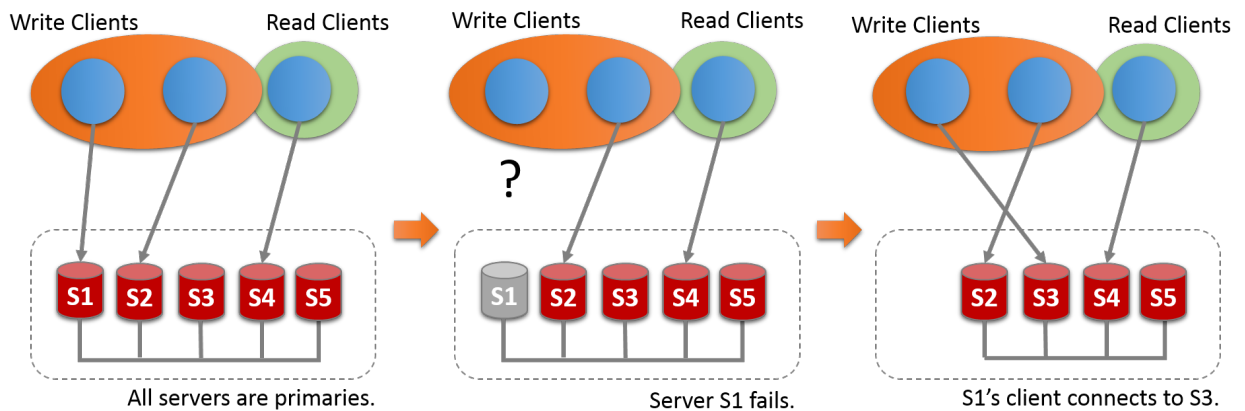 Write Clients Read Clients
Write Clients Read Clients
Write Clients Read Clients
?
S1 S2 S3 S4 S5
S1 S2 S3 S4 S5
S2 S3 S4 S5
All servers are primaries.
Server S1 fails.
S1's client connects to S3.